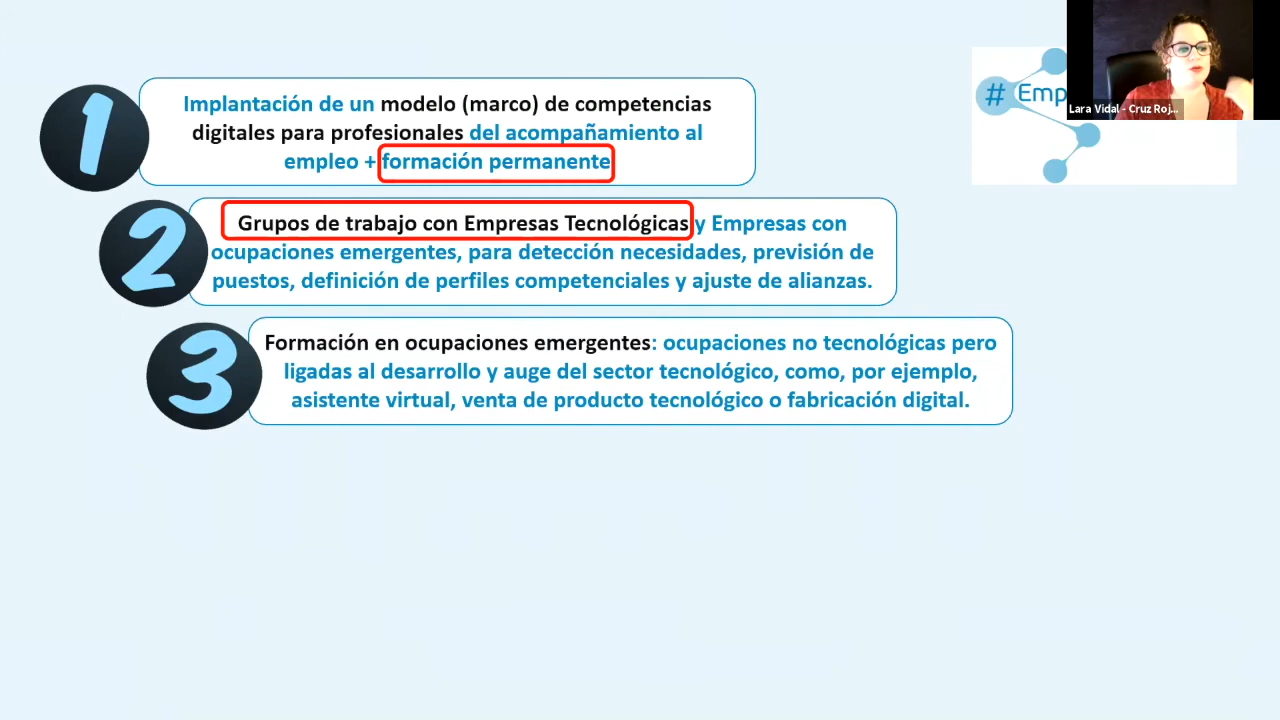 1
Implantación de un modelo (marco) de competencias
digitales para profesionales del acompañamiento al
empleo + formación permanente
2
Grupos de trabajo con Empresas Tecnológicas y Empresas con
ocupaciones emergentes, para detección necesidades, previsión de
puestos, definición de perfiles competenciales y ajuste de alianzas.
3
Formación en ocupaciones emergentes: ocupaciones no tecnológicas pero
ligadas al desarrollo y auge del sector tecnológico, como, por ejemplo,
asistente virtual, venta de producto tecnológico o fabricación digital.
# Emp
Lara Vidal - Cruz Roj...